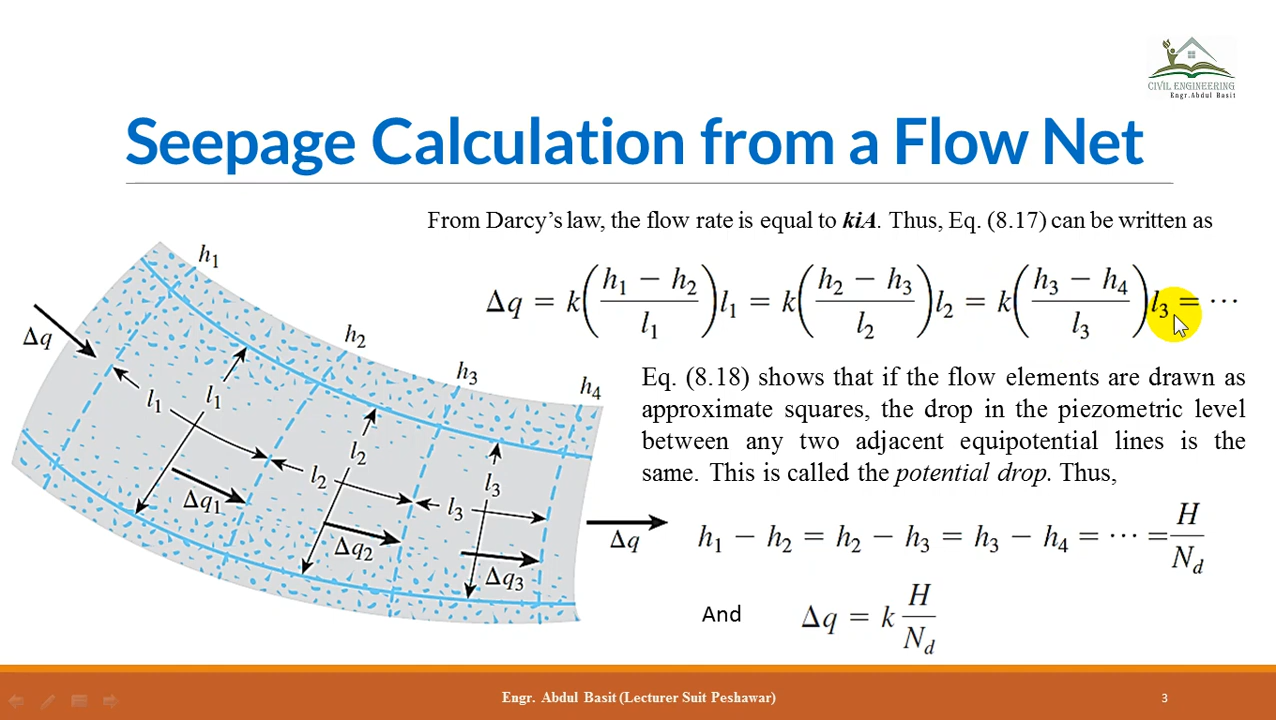 CIVIL ENGINEERING
Engr.Abdul Basit
Seepage Calculation from a Flow Net
From Darcy's law, the flow rate is equal to kiA. Thus, Eq. (8.17) can be written as
Δq = k((h₁ − h₂)/l₁)l₁ = k((h₂ − h₃)/l₂)l₂ = k((h₃ − h₄)/l₃)l₃ = ⋯
Eq. (8.18) shows that if the flow elements are drawn as
approximate squares, the drop in the piezometric level
between any two adjacent equipotential lines is the
same. This is called the potential drop. Thus,
h₁ − h₂ = h₂ − h₃ = h₃ − h₄ = ⋯ = H/N_d
And Δq = k H/N_d
h₁
h₂
h₃
h₄
Δq
l₁
l₁
l₂
l₂
l₃
l₃
Δq₁
Δq₂
Δq₃
Δq
Engr. Abdul Basit (Lecturer Suit Peshawar)
3